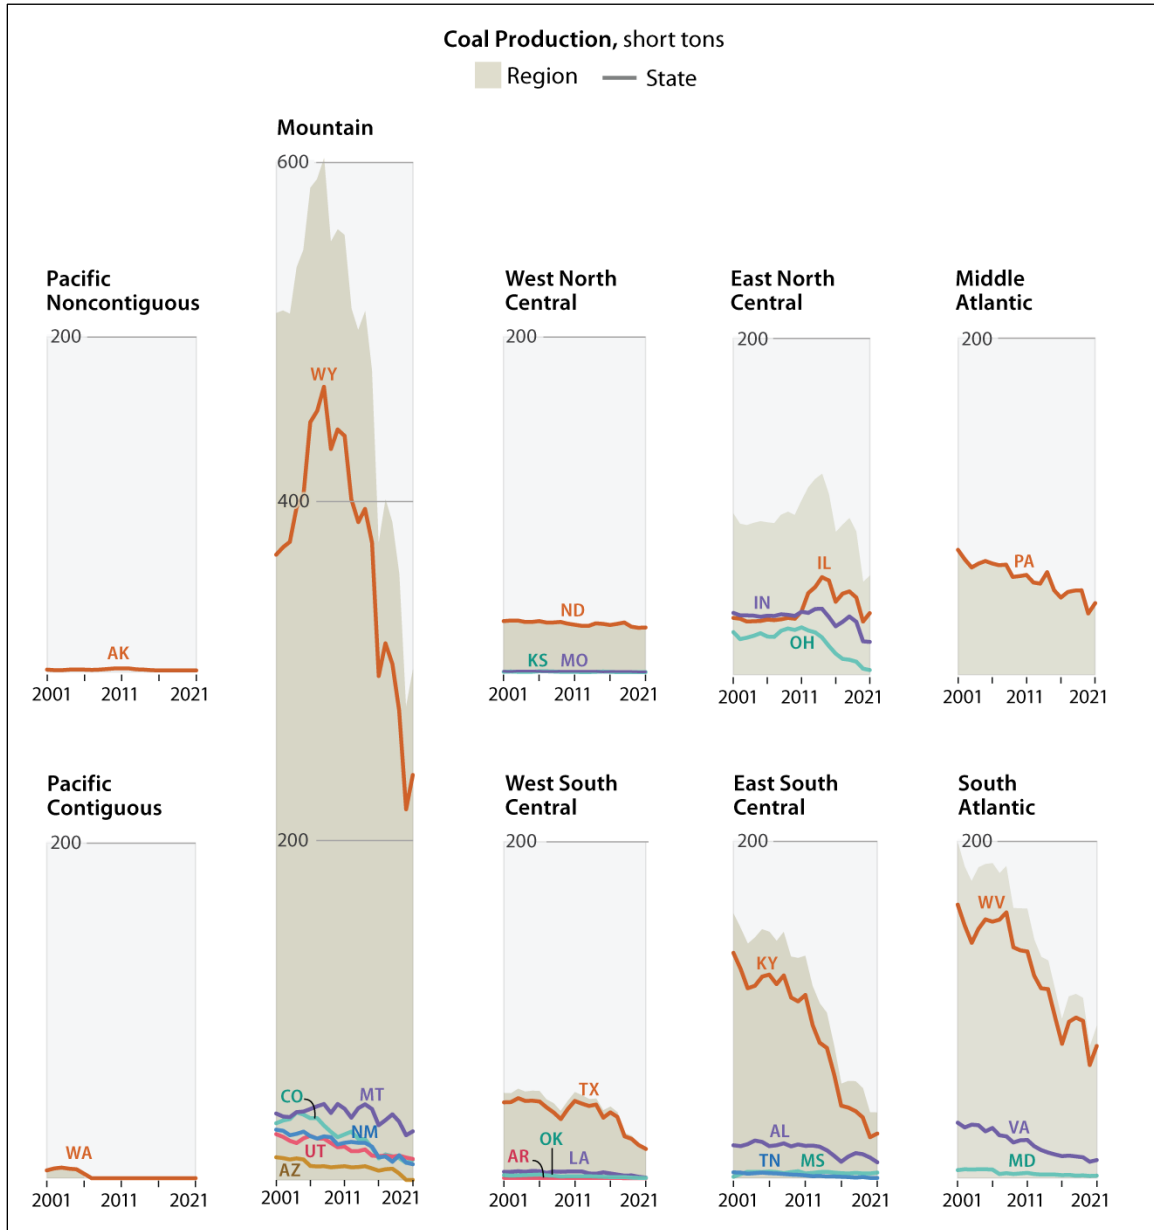 Coal Production, short tons
Region State
Mountain
600
WY
400
200
CO
MT
NM
UT
AZ
2001 2011 2021
Pacific
Noncontiguous
200
AK
2001 2011 2021
West North
Central
200
ND
KS MO
2001 2011 2021
East North
Central
200
IL
IN
OH
2001 2011 2021
Middle
Atlantic
200
PA
2001 2011 2021
Pacific
Contiguous
200
WA
2001 2011 2021
West South
Central
200
TX
OK
AR
LA
2001 2011 2021
East South
Central
200
KY
AL
TN MS
2001 2011 2021
South
Atlantic
200
WV
VA
MD
2001 2011 2021